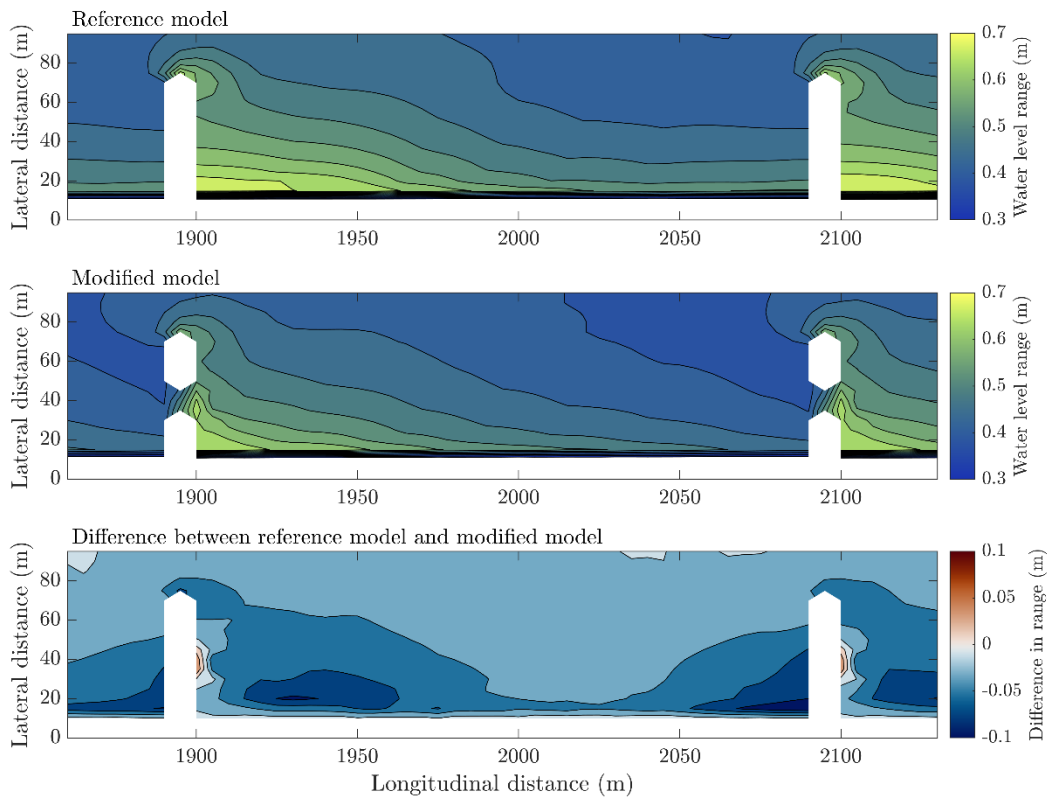 Reference model
80
60
40
20
0
Lateral distance (m)
1900 1950 2000 2050 2100
0.7
0.6
0.5
0.4
0.3
Water level range (m)
Modified model
80
60
40
20
0
Lateral distance (m)
1900 1950 2000 2050 2100
0.7
0.6
0.5
0.4
0.3
Water level range (m)
Difference between reference model and modified model
80
60
40
20
0
Lateral distance (m)
1900 1950 2000 2050 2100
0.1
0.05
0
-0.05
-0.1
Difference in range (m)
Longitudinal distance (m)